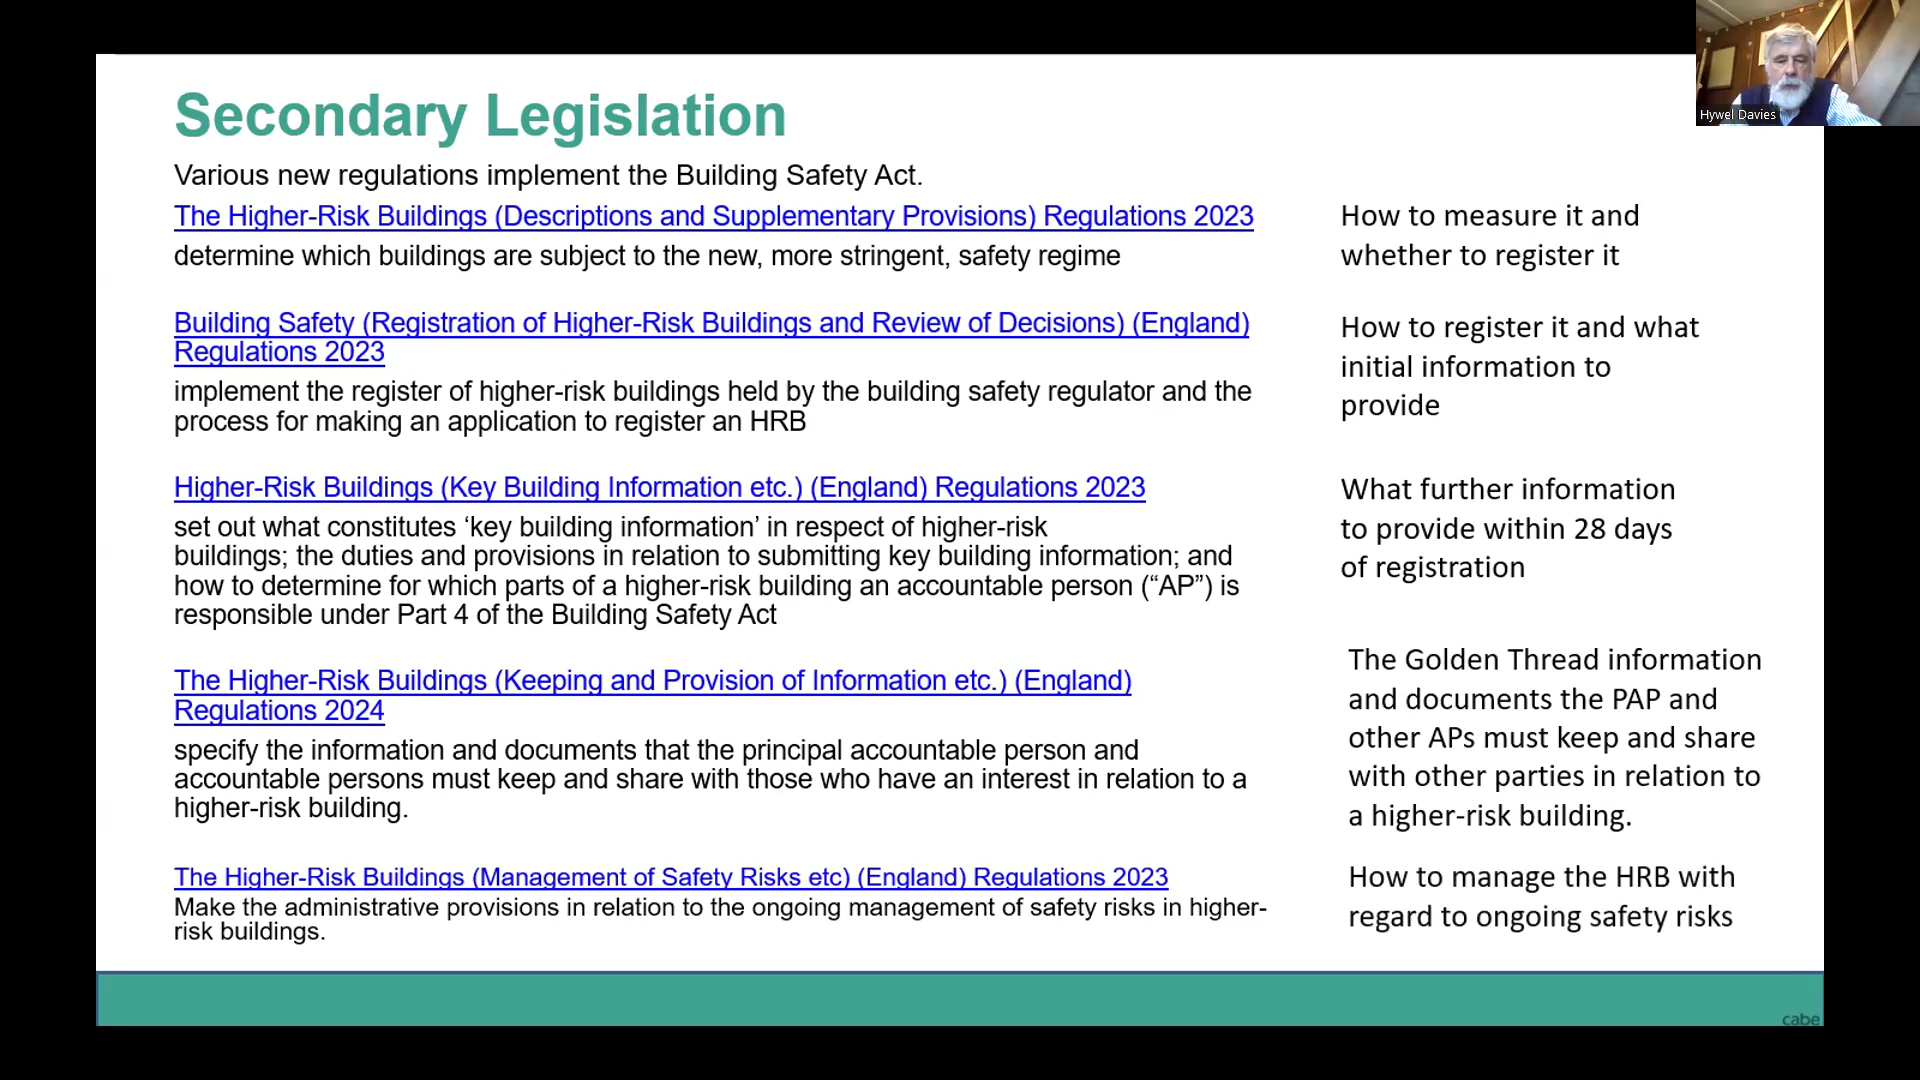 Secondary Legislation
Hywel Davies
Various new regulations implement the Building Safety Act.
The Higher-Risk Buildings (Descriptions and Supplementary Provisions) Regulations 2023
determine which buildings are subject to the new, more stringent, safety regime
How to measure it and
whether to register it
Building Safety (Registration of Higher-Risk Buildings and Review of Decisions) (England)
Regulations 2023
implement the register of higher-risk buildings held by the building safety regulator and the
process for making an application to register an HRB
How to register it and what
initial information to
provide
Higher-Risk Buildings (Key Building Information etc.) (England) Regulations 2023
set out what constitutes ‘key building information’ in respect of higher-risk
buildings; the duties and provisions in relation to submitting key building information; and
how to determine for which parts of a higher-risk building an accountable person (“AP”) is
responsible under Part 4 of the Building Safety Act
What further information
to provide within 28 days
of registration
The Higher-Risk Buildings (Keeping and Provision of Information etc.) (England)
Regulations 2024
specify the information and documents that the principal accountable person and
accountable persons must keep and share with those who have an interest in relation to a
higher-risk building.
The Golden Thread information
and documents the PAP and
other APs must keep and share
with other parties in relation to
a higher-risk building.
The Higher-Risk Buildings (Management of Safety Risks etc) (England) Regulations 2023
Make the administrative provisions in relation to the ongoing management of safety risks in higher-
risk buildings.
How to manage the HRB with
regard to ongoing safety risks
cabe